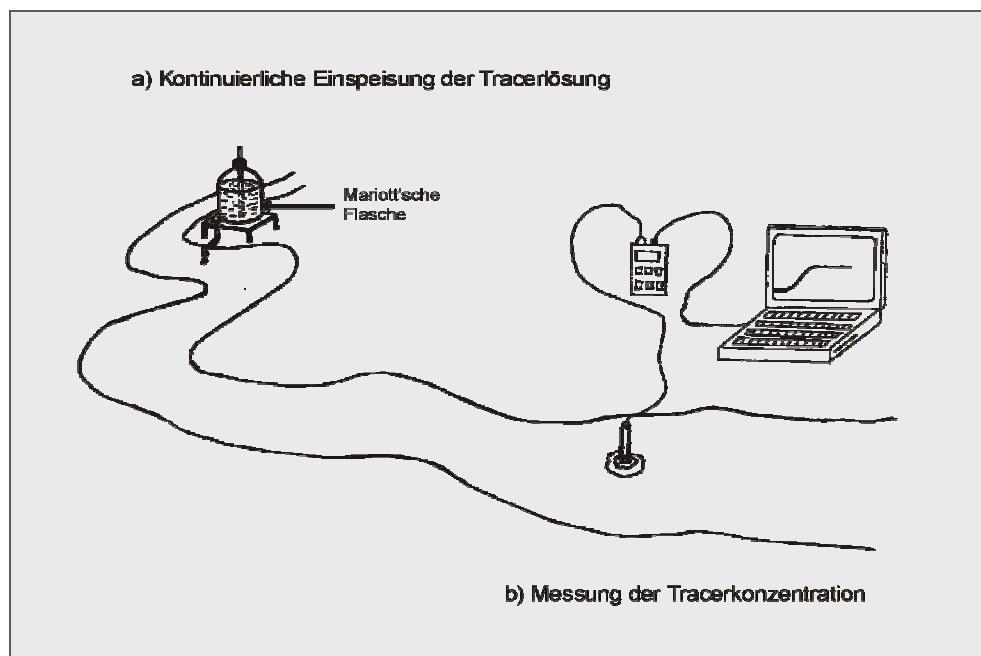 a) Kontinuierliche Einspeisung der Tracerlösung
Mariott'sche
Flasche
b) Messung der Tracerkonzentration